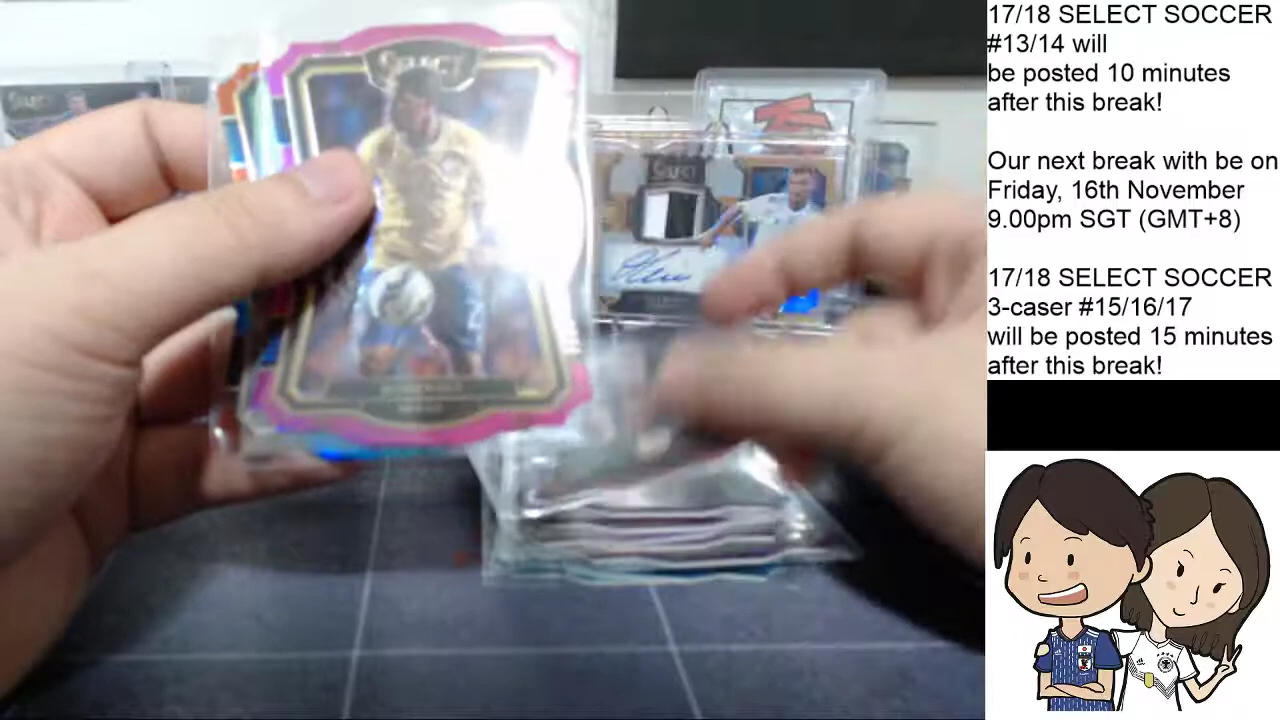 17/18 SELECT SOCCER
#13/14 will
be posted 10 minutes
after this break!
Our next break with be on
Friday, 16th November
9.00pm SGT (GMT+8)
17/18 SELECT SOCCER
3-caser #15/16/17
will be posted 15 minutes
after this break!
SELECT
SELECT